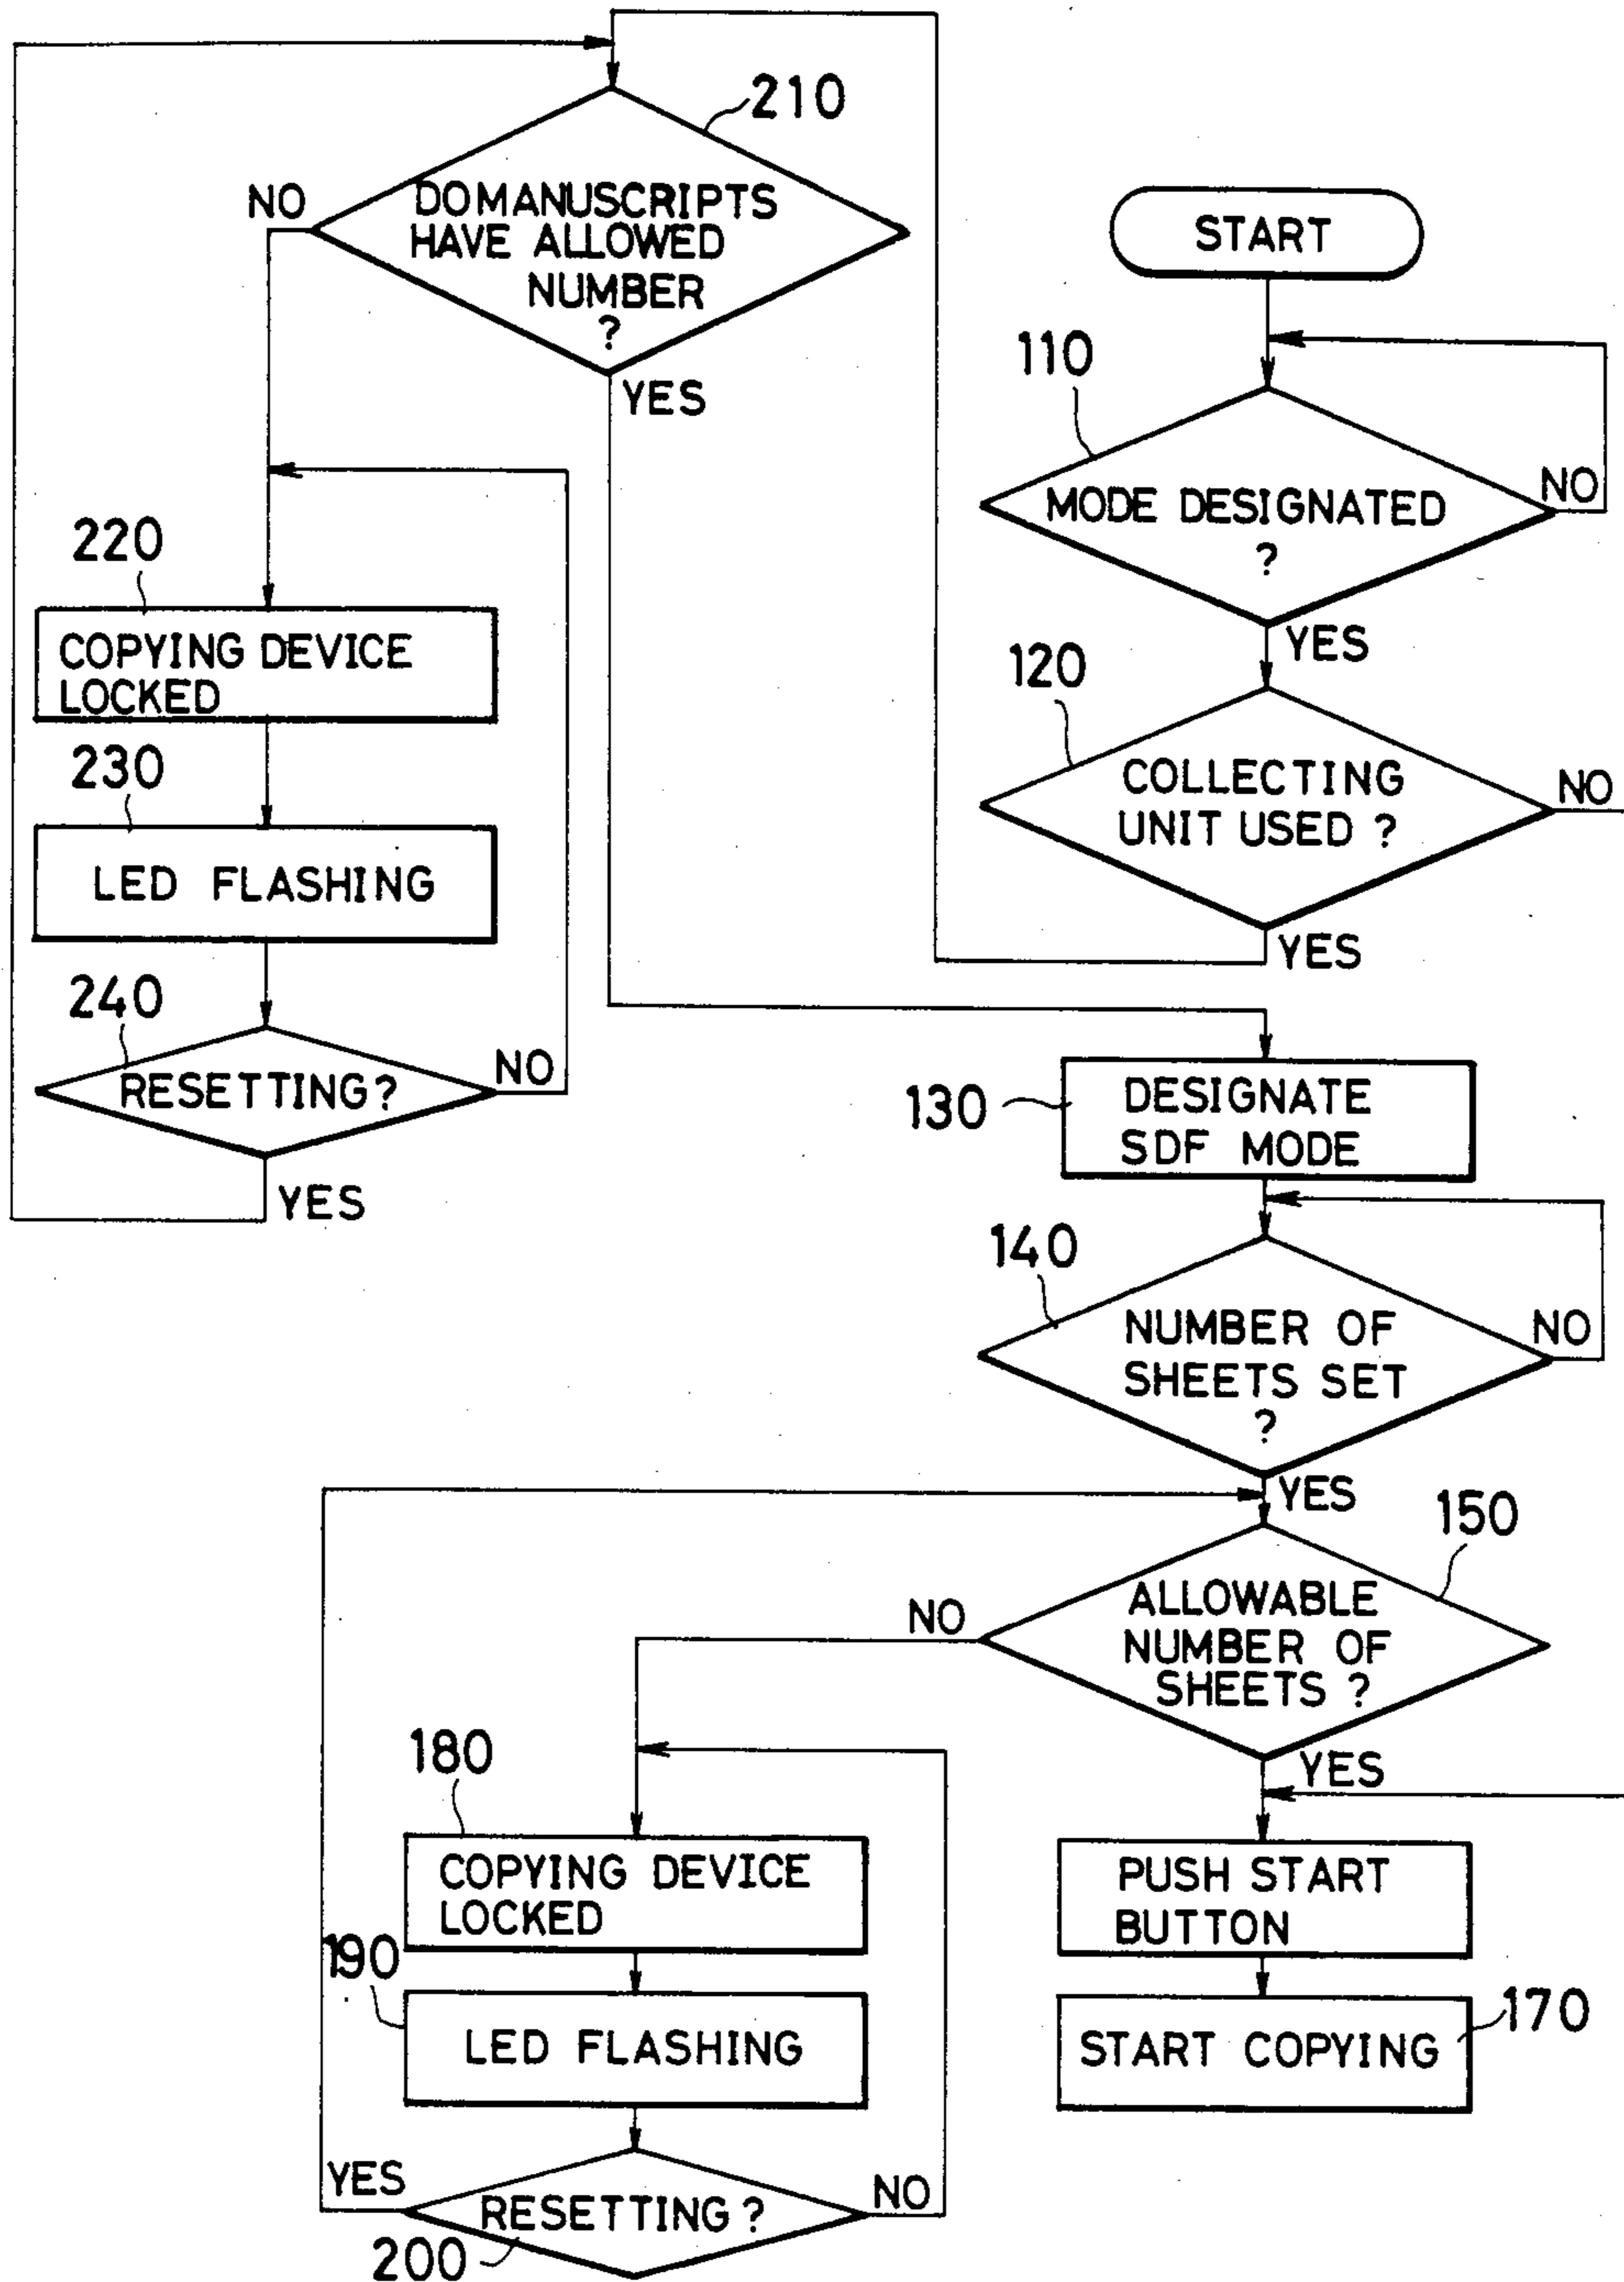 START
110
MODE DESIGNATED
?
NO
YES
120
COLLECTING
UNIT USED ?
NO
YES
210
DO MANUSCRIPTS
HAVE ALLOWED
NUMBER
?
NO
YES
220
COPYING DEVICE
LOCKED
230
LED FLASHING
240
RESETTING?
NO
YES
130
DESIGNATE
SDF MODE
140
NUMBER OF
SHEETS SET
?
NO
YES
150
ALLOWABLE
NUMBER OF
SHEETS ?
NO
YES
180
COPYING DEVICE
LOCKED
190
LED FLASHING
200
RESETTING?
YES
NO
PUSH START
BUTTON
START COPYING
170